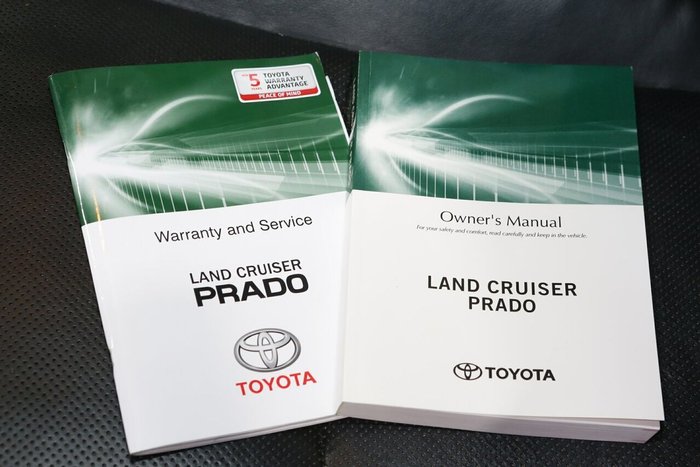 5
YEARS
TOYOTA
WARRANTY
ADVANTAGE
PEACE OF MIND
Warranty and Service
LAND CRUISER
PRADO
TOYOTA
Owner's Manual
For your safety and comfort, read carefully and keep in the vehicle.
LAND CRUISER
PRADO
TOYOTA